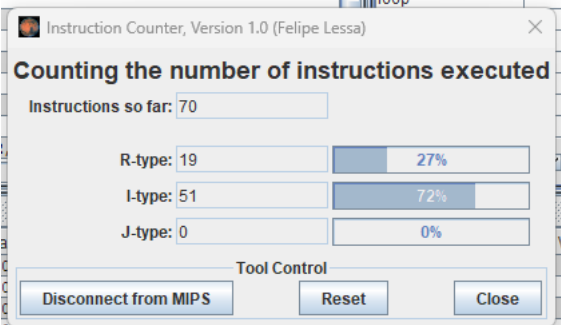 loop
Instruction Counter, Version 1.0 (Felipe Lessa)
Counting the number of instructions executed
Instructions so far: 70
R-type: 19 27%
I-type: 51 72%
J-type: 0 0%
Tool Control
Disconnect from MIPS Reset Close